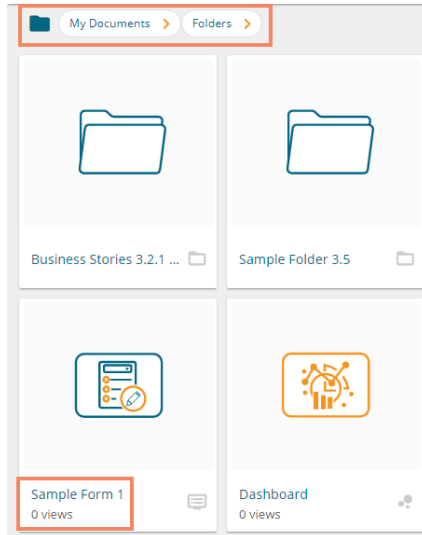 My Documents > Folders >
Business Stories 3.2.1 ...
Sample Folder 3.5
Sample Form 1
0 views
Dashboard
0 views